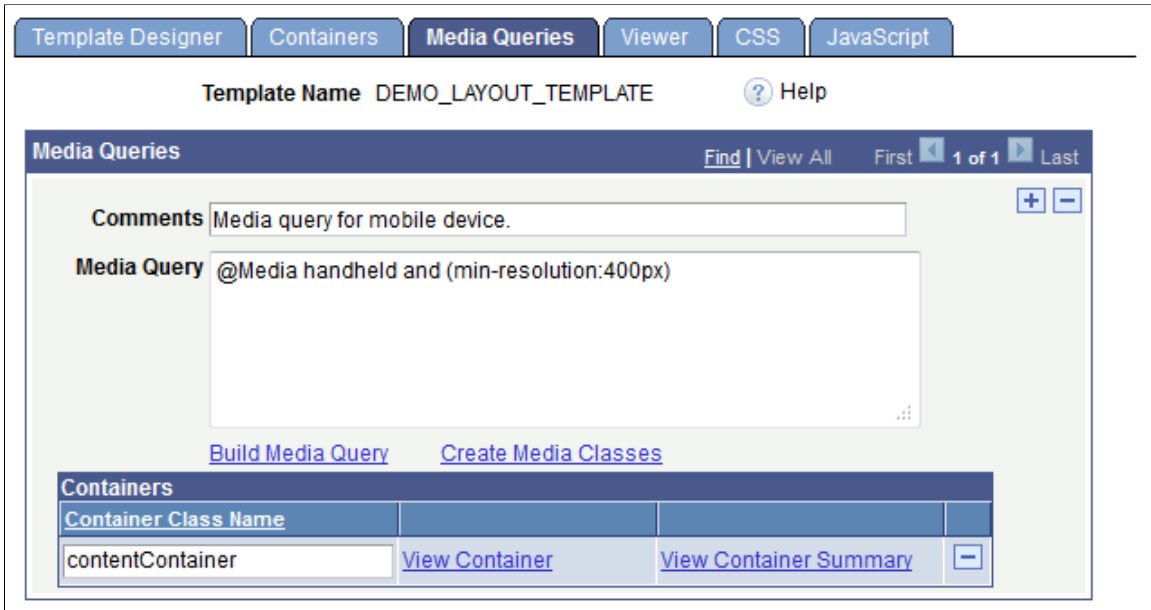 Template Designer Containers Media Queries Viewer CSS JavaScript
Template Name DEMO_LAYOUT_TEMPLATE ? Help
Media Queries Find | View All First 1 of 1 Last
Comments Media query for mobile device.
Media Query @Media handheld and (min-resolution:400px)
Build Media Query Create Media Classes
Containers
Container Class Name
contentContainer View Container View Container Summary